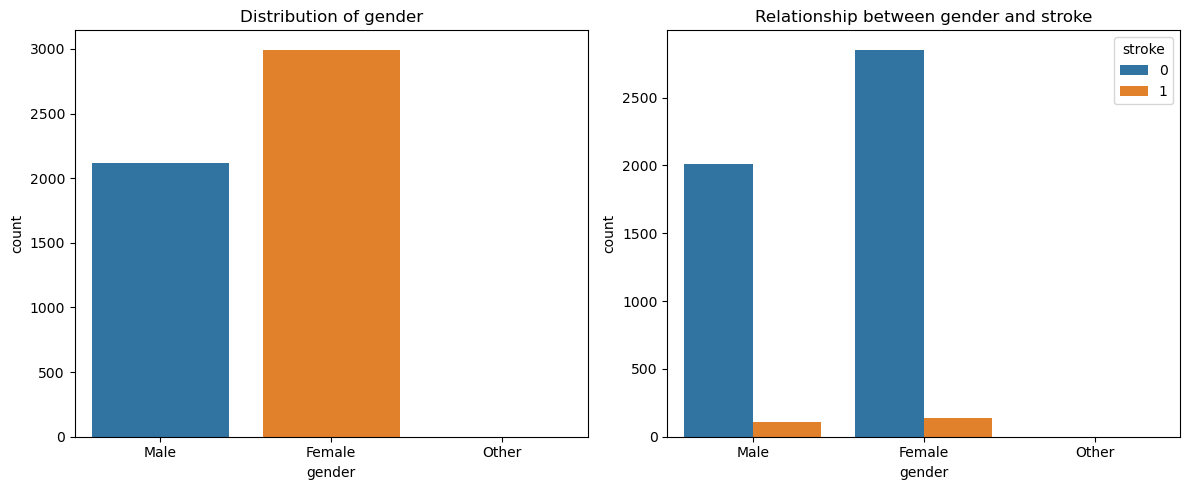 Distribution of gender
3000
2500
2000
1500
1000
500
0
count
Male
Female
Other
gender
Relationship between gender and stroke
stroke
0
1
2500
2000
1500
1000
500
0
count
Male
Female
Other
gender